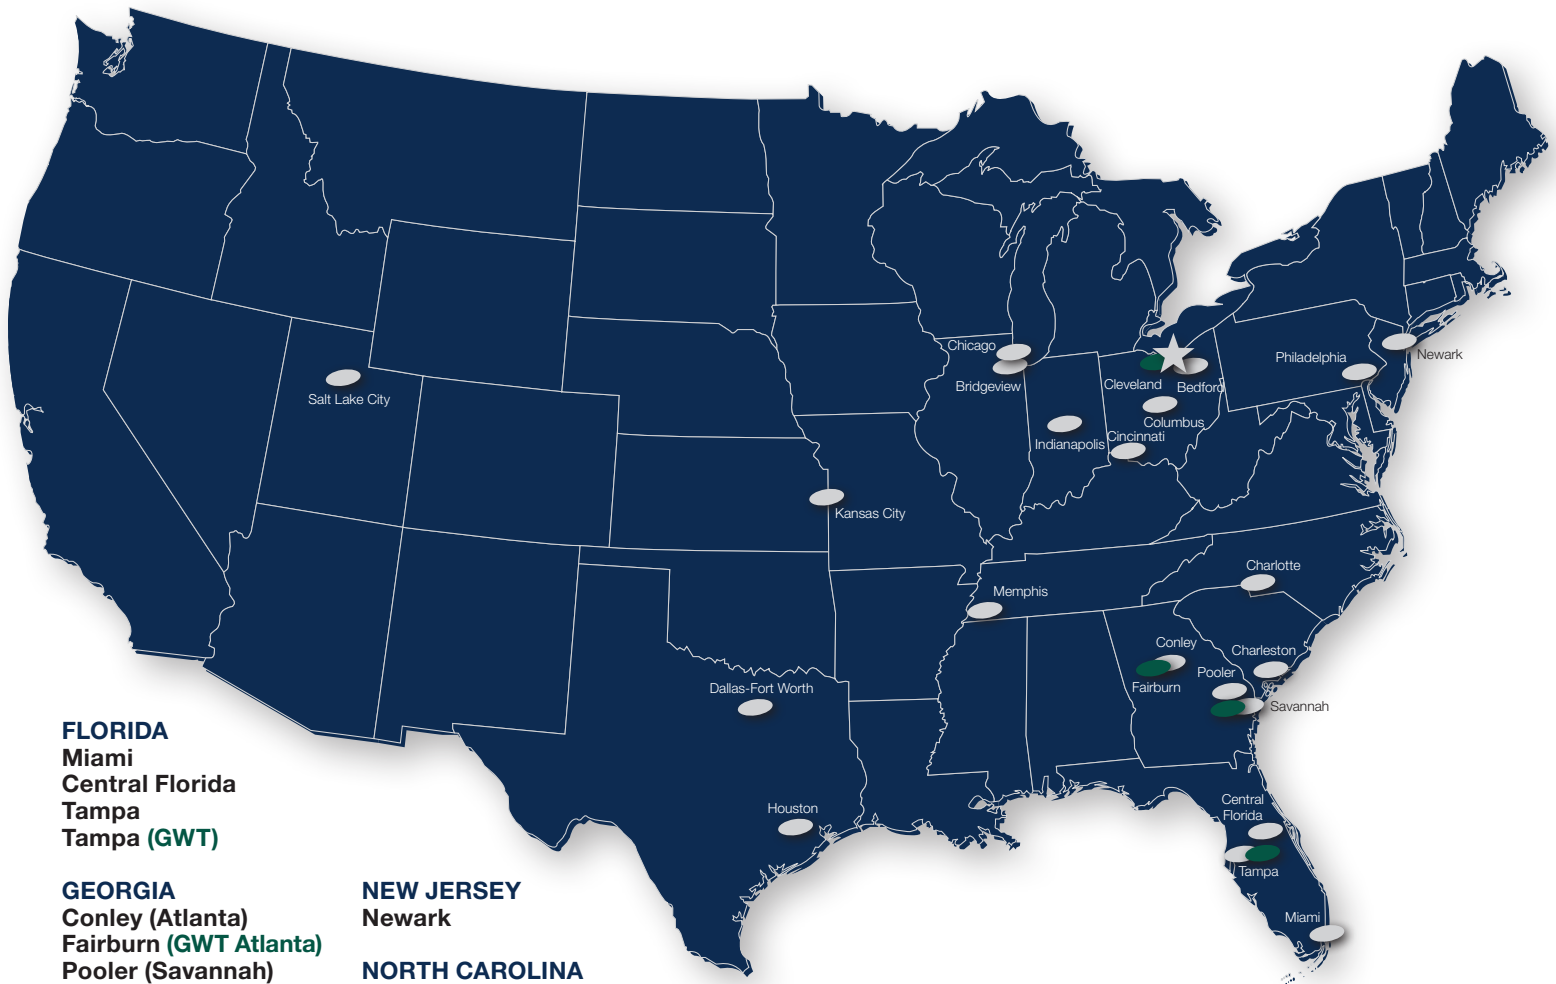 Chicago
Bridgeview
Salt Lake City
Cleveland
Bedford
Columbus
Cincinnati
Indianapolis
Philadelphia
Newark
Kansas City
Charlotte
Memphis
Conley
Fairburn
Charleston
Pooler
Savannah
Dallas-Fort Worth
Houston
Central
Florida
Tampa
Miami
FLORIDA
Miami
Central Florida
Tampa
Tampa (GWT)
GEORGIA
Conley (Atlanta)
Fairburn (GWT Atlanta)
Pooler (Savannah)
NEW JERSEY
Newark
NORTH CAROLINA